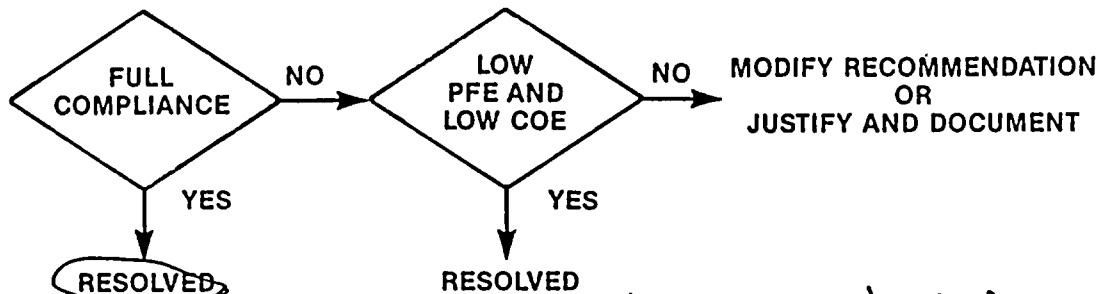 FULL
COMPLIANCE
NO
LOW
PFE AND
LOW COE
NO
MODIFY RECOMMENDATION
OR
JUSTIFY AND DOCUMENT
YES
YES
RESOLVED
RESOLVED